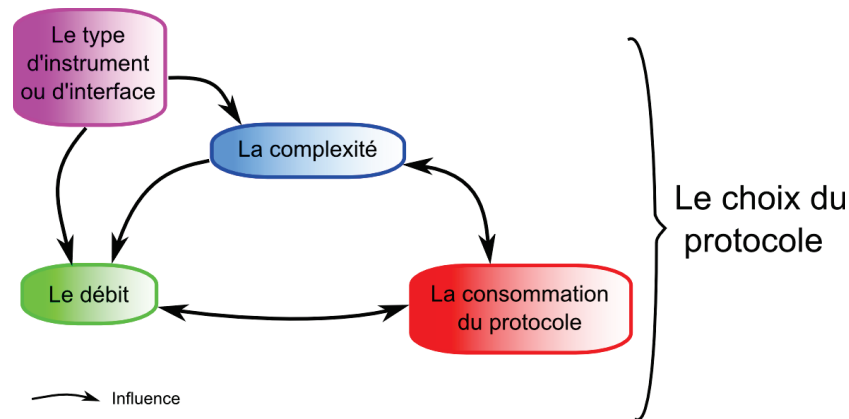 Le type
d'instrument
ou d'interface
La complexité
Le choix du
protocole
Le débit
La consommation
du protocole
Influence